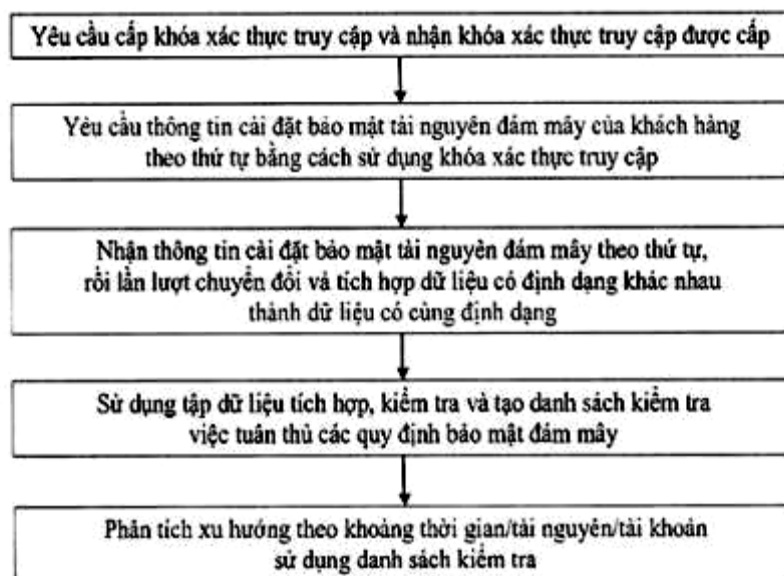 Yêu cầu cấp khóa xác thực truy cập và nhận khóa xác thực truy cập được cấp
Yêu cầu thông tin cài đặt bảo mật tài nguyên đám mây của khách hàng
theo thứ tự bằng cách sử dụng khóa xác thực truy cập
Nhận thông tin cài đặt bảo mật tài nguyên đám mây theo thứ tự,
rồi lần lượt chuyển đổi và tích hợp dữ liệu có định dạng khác nhau
thành dữ liệu có cùng định dạng
Sử dụng tập dữ liệu tích hợp, kiểm tra và tạo danh sách kiểm tra
việc tuân thủ các quy định bảo mật đám mây
Phân tích xu hướng theo khoảng thời gian/tài nguyên/tài khoản
sử dụng danh sách kiểm tra